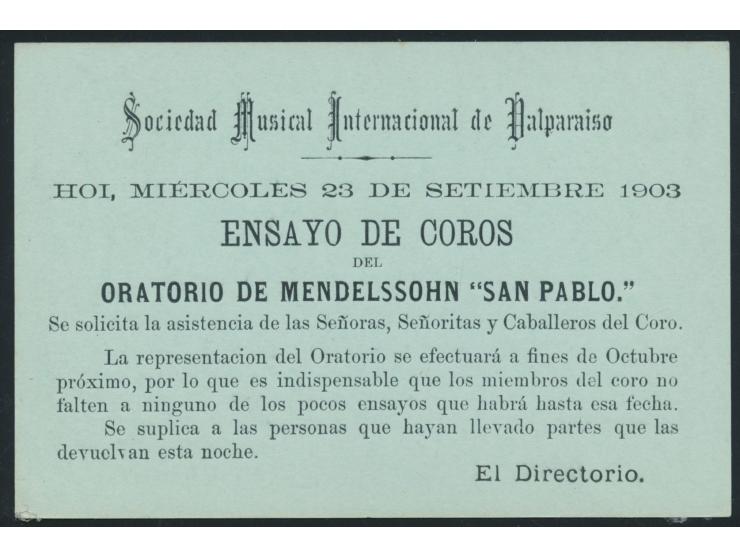 Sociedad Musical Internacional de Valparaiso
HOI, MIÉRCOLES 23 DE SETIEMBRE 1903
ENSAYO DE COROS
DEL
ORATORIO DE MENDELSSOHN “SAN PABLO.”
Se solicita la asistencia de las Señoras, Señoritas y Caballeros del Coro.
La representacion del Oratorio se efectuará a fines de Octubre
próximo, por lo que es indispensable que los miembros del coro no
falten a ninguno de los pocos ensayos que habrá hasta esa fecha.
Se suplica a las personas que hayan llevado partes que las
devuelvan esta noche.
El Directorio.